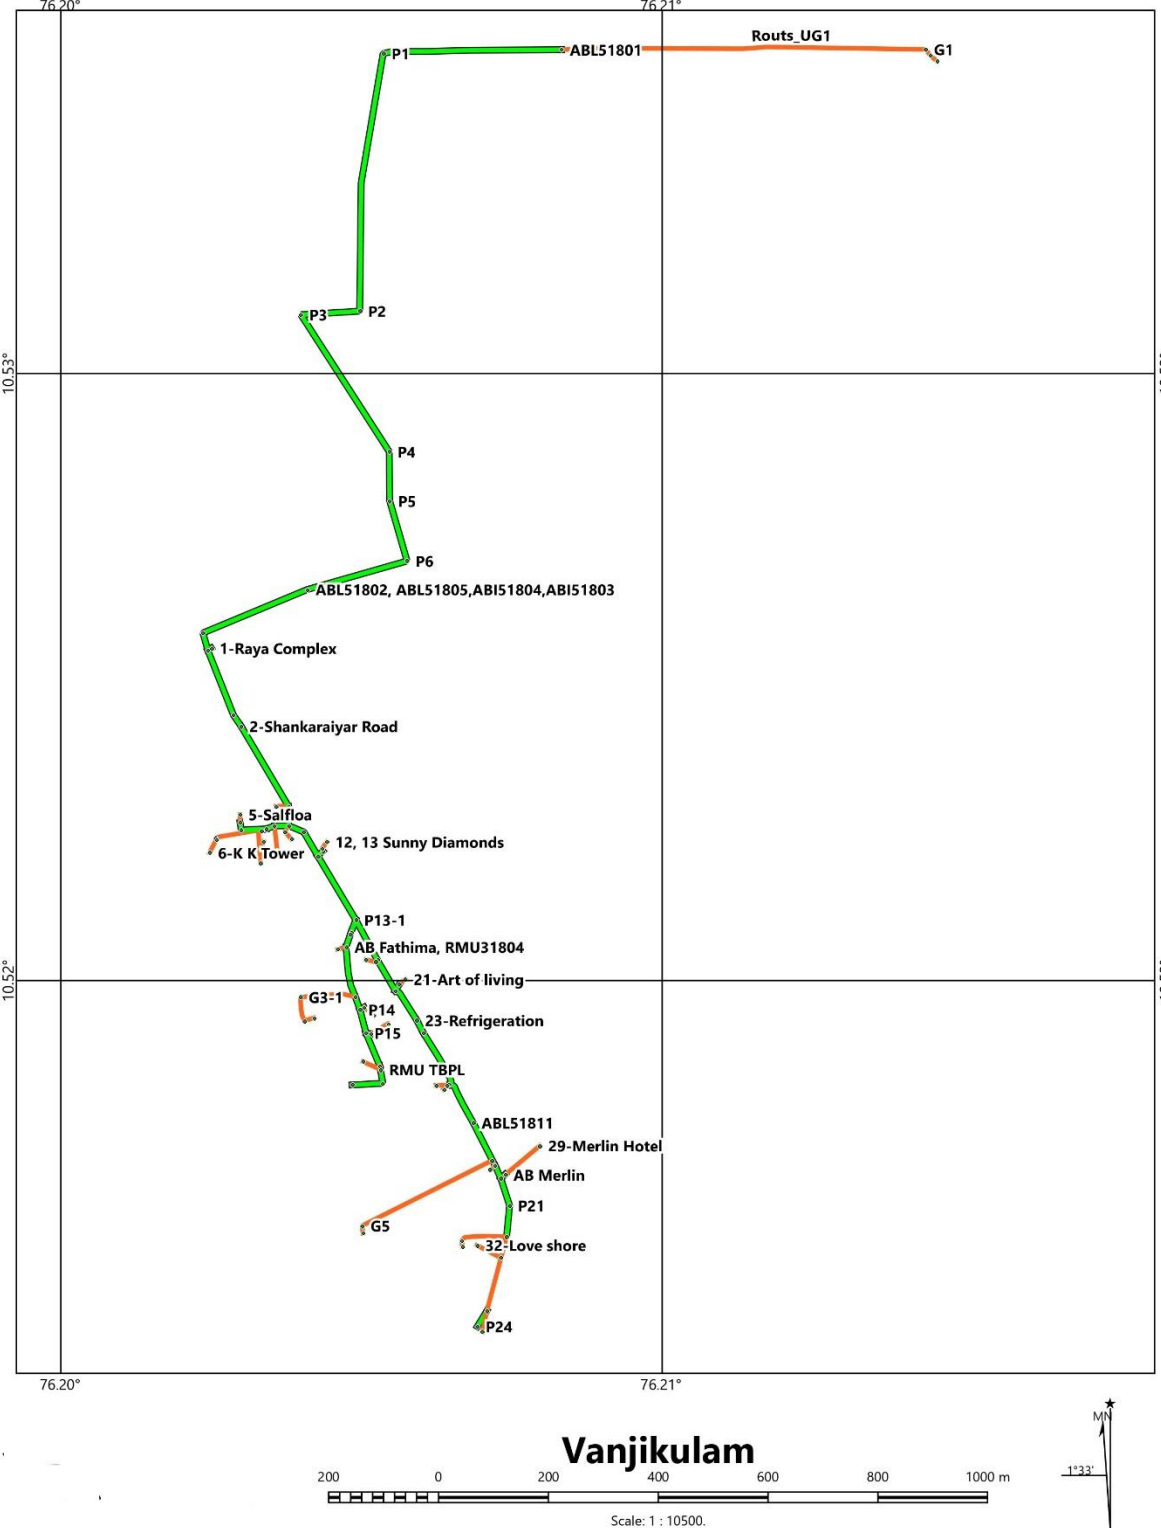 76.20° 76.21°
Routs_UG1
P1 ABL51801 G1
P3 P2
10.53°
P4
P5
P6
ABL51802, ABL51805,ABI51804,ABI51803
1-Raya Complex
2-Shankaraiyar Road
5-Salfloa
12, 13 Sunny Diamonds
6-K K Tower
P13-1
AB Fathima, RMU31804
10.52°
21-Art of living
G3-1
P14
23-Refrigeration
P15
RMU TBPL
ABL51811
29-Merlin Hotel
AB Merlin
P21
G5
32-Love shore
P24
76.20° 76.21°
MN
Vanjikulam
1°33'
200 0 200 400 600 800 1000 m
Scale: 1 : 10500.